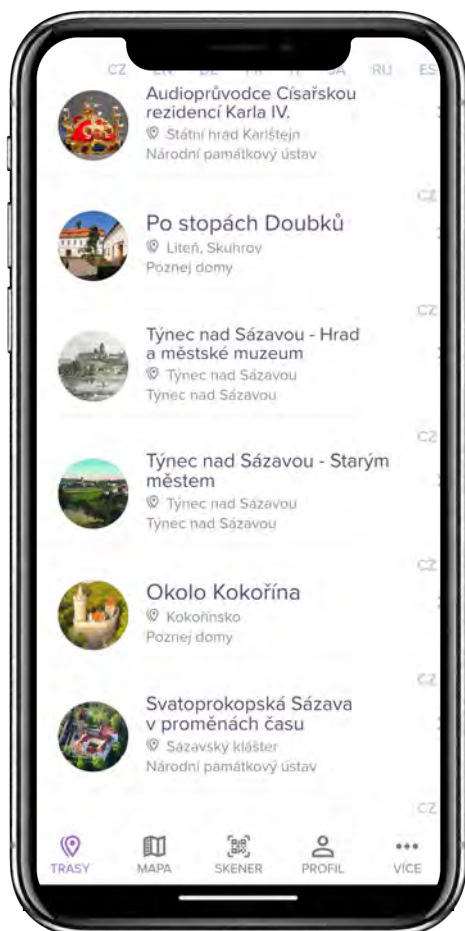 CZ EN DE FR IT JA RU ES
Audioprůvodce Císařskou
rezidencí Karla IV.
Státní hrad Karlštejn
Národní památkový ústav
CZ
Po stopách Doubků
Liteň, Skuhrov
Poznej domy
CZ
Týnec nad Sázavou - Hrad
a městské muzeum
Týnec nad Sázavou
Týnec nad Sázavou
CZ
Týnec nad Sázavou - Starým
městem
Týnec nad Sázavou
Týnec nad Sázavou
CZ
Okolo Kokořína
Kokořínsko
Poznej domy
CZ
Svatoprokopská Sázava
v proměnách času
Sázavský klášter
Národní památkový ústav
CZ
TRASY MAPA SKENER PROFIL VÍCE